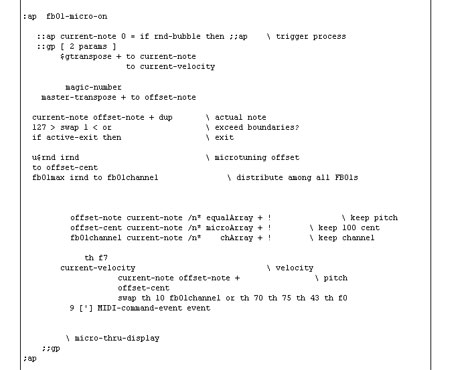 :ap fb01-micro-on
::ap current-note 0 = if rnd-bubble then ;;ap \ trigger process
::gp [ 2 params ]
$gtranspose + to current-note
to current-velocity
magic-number
master-transpose + to offset-note
current-note offset-note + dup \ actual note
127 > swap 1 < or \ exceed boundaries?
if active-exit then \ exit
u$rnd irnd \ microtuning offset
to offset-cent
fb01max irnd to fb01channel \ distribute among all FB01s
offset-note current-note /n* equalArray + ! \ keep pitch
offset-cent current-note /n* microArray + ! \ keep 100 cent
fb01channel current-note /n* chArray + ! \ keep channel
th f7
current-velocity \ velocity
current-note offset-note + \ pitch
offset-cent
swap th 10 fb01channel or th 70 th 75 th 43 th f0
9 ['] MIDI-command-event event
\ micro-thru-display
;;gp
;ap